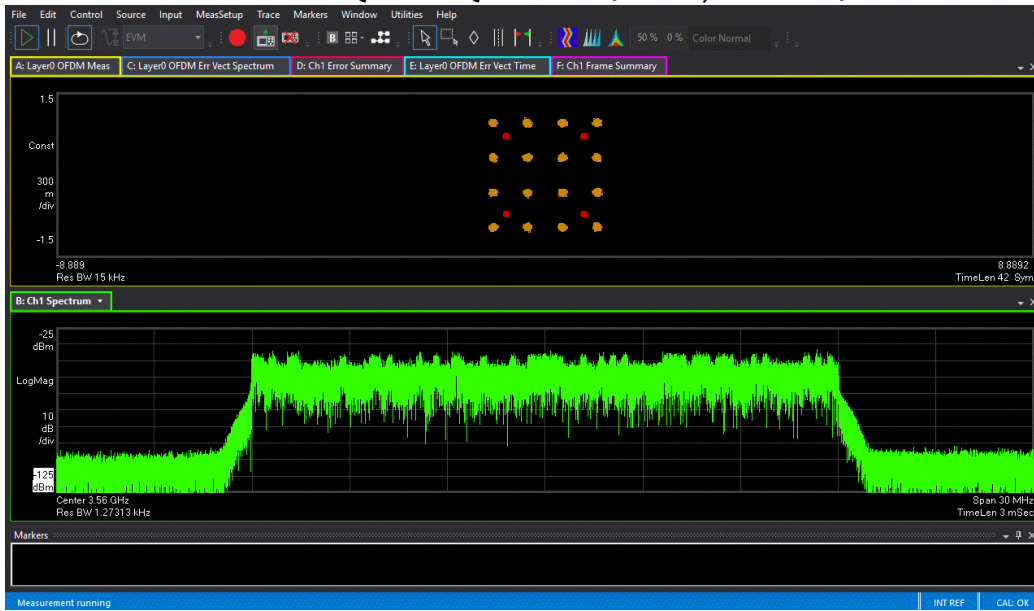 File Edit Control Source Input MeasSetup Trace Markers Window Utilities Help
EVM B 50 % 0 % Color Normal
A: Layer0 OFDM Meas C: Layer0 OFDM Err Vect Spectrum D: Ch1 Error Summary E: Layer0 OFDM Err Vect Time F: Ch1 Frame Summary
1.5
Const
300
m
/div
-1.5
-8.889 8.8892
Res BW 15 kHz TimeLen 42 Sym
B: Ch1 Spectrum
-25
dBm
LogMag
10
dB
/div
-125
dBm
Center 3.56 GHz Span 30 MHz
Res BW 1.27313 kHz TimeLen 3 mSec
Markers
Measurement running INT REF CAL: OK